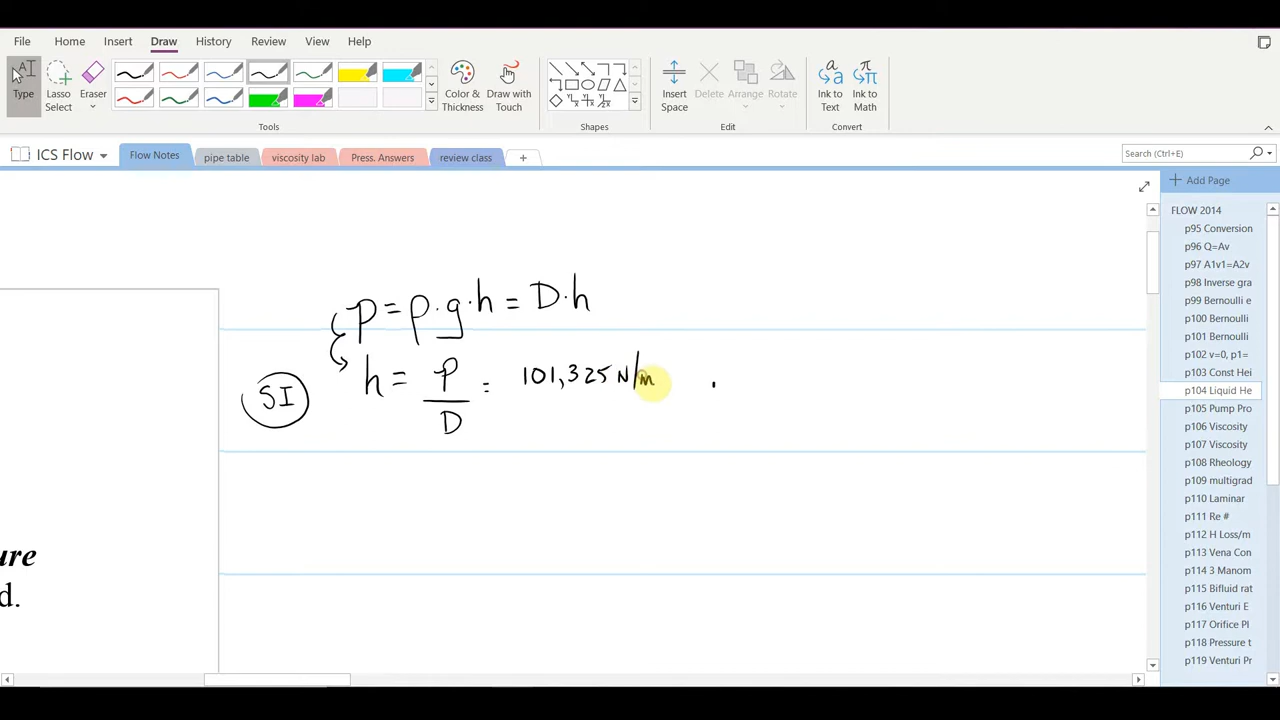 File Home Insert Draw History Review View Help
Type Lasso Select Eraser Color & Thickness Draw with Touch Insert Space Delete Arrange Rotate Ink to Text Ink to Math
Tools Shapes Edit Convert
ICS Flow Flow Notes pipe table viscosity lab Press. Answers review class + Search (Ctrl+E)
Add Page
FLOW 2014
p95 Conversion
p96 Q=Av
p97 A1v1=A2v
p98 Inverse gra
p99 Bernoulli e
p100 Bernoulli
p101 Bernoulli
p102 v=0, p1=
p103 Const Hei
p104 Liquid He
p105 Pump Pro
p106 Viscosity
p107 Viscosity
p108 Rheology
p109 multigrad
p110 Laminar
p111 Re #
p112 H Loss/m
p113 Vena Con
p114 3 Manom
p115 Bifluid rat
p116 Venturi E
p117 Orifice Pl
p118 Pressure t
p119 Venturi Pr
p = ρ·g·h = D·h
SI h = p/D = 101,325 N/m
ure
d.